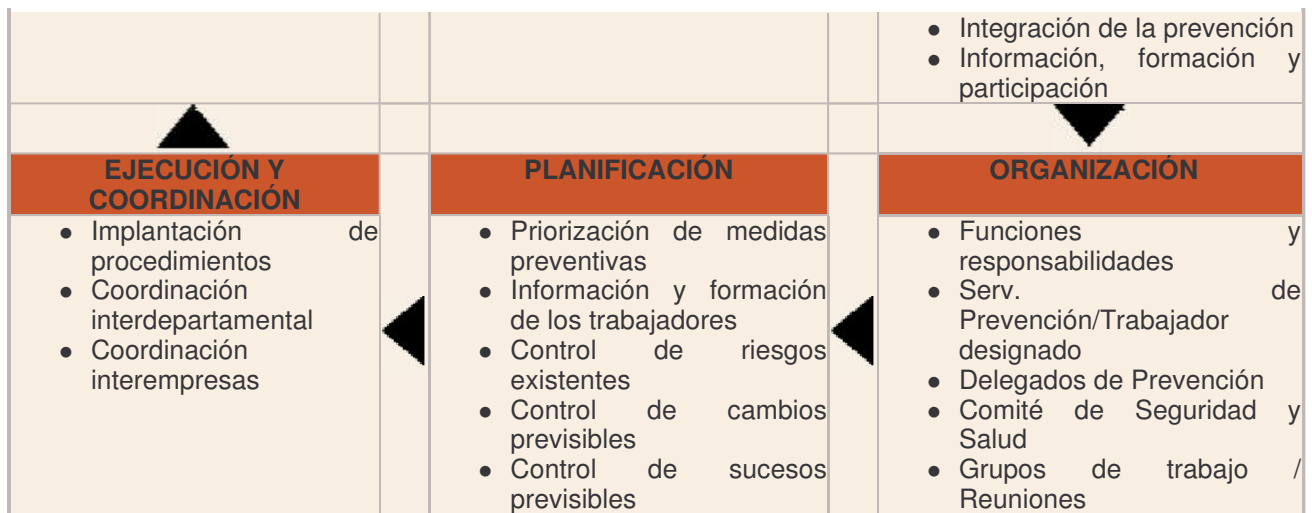 ● Integración de la prevención
● Información, formación y
participación
EJECUCIÓN Y
COORDINACIÓN
● Implantación de
procedimientos
● Coordinación
interdepartamental
● Coordinación
interempresas
PLANIFICACIÓN
● Priorización de medidas
preventivas
● Información y formación
de los trabajadores
● Control de riesgos
existentes
● Control de cambios
previsibles
● Control de sucesos
previsibles
ORGANIZACIÓN
● Funciones y
responsabilidades
● Serv. de
Prevención/Trabajador
designado
● Delegados de Prevención
● Comité de Seguridad y
Salud
● Grupos de trabajo /
Reuniones